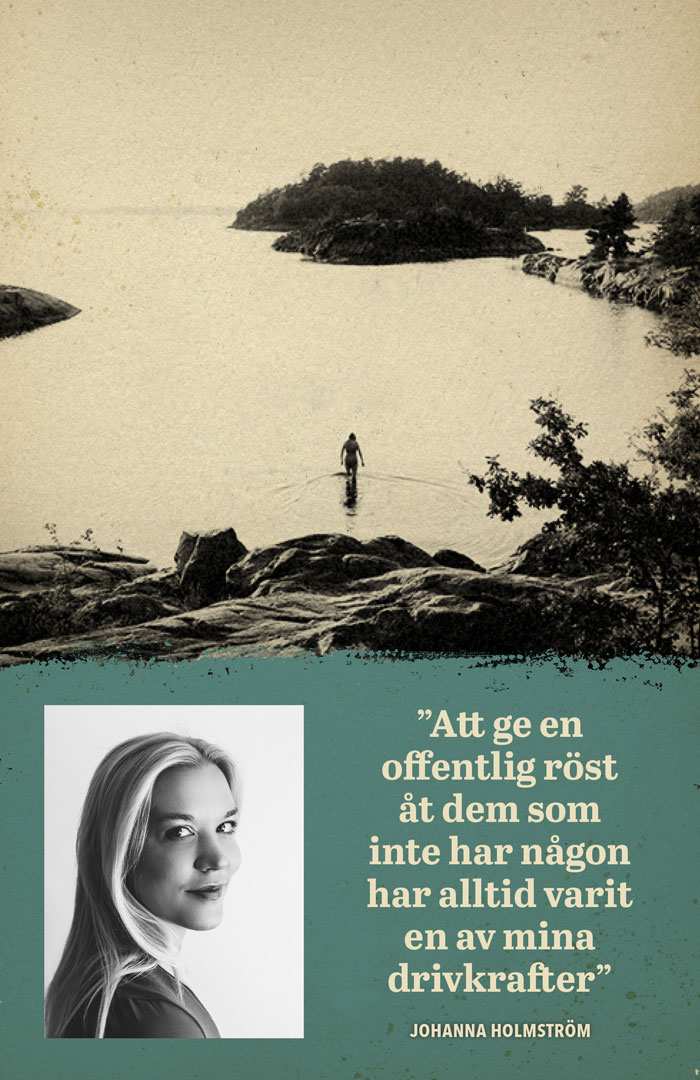 ”Att ge en
offentlig röst
åt dem som
inte har någon
har alltid varit
en av mina
drivkrafter”
JOHANNA HOLMSTRÖM